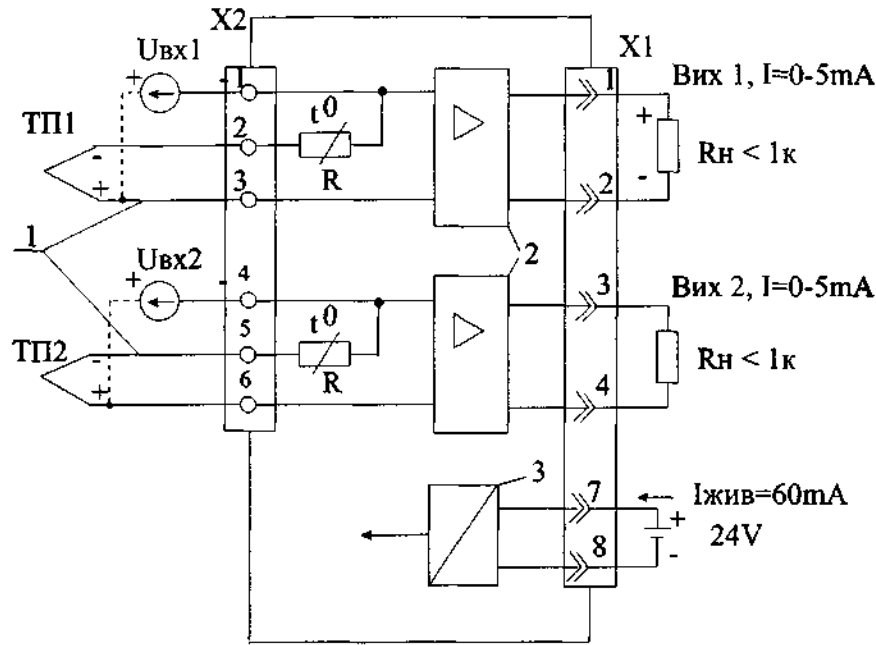 X2
X1
Uвх1
Вих 1, I=0-5mA
+
-
1
1
t⁰
ТП1
2
+
Rн < 1к
-
R
-
+
3
2
1
2
Uвх2
+
-
4
3
Вих 2, I=0-5mA
t⁰
5
ТП2
-
Rн < 1к
R
+
6
4
3
7
Iжив=60mA
+
24V
8
-